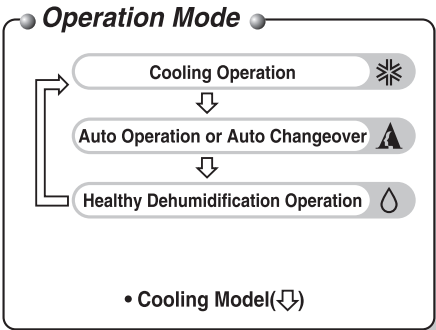 Operation Mode
Cooling Operation
Auto Operation or Auto Changeover
Healthy Dehumidification Operation
• Cooling Model(⇩)